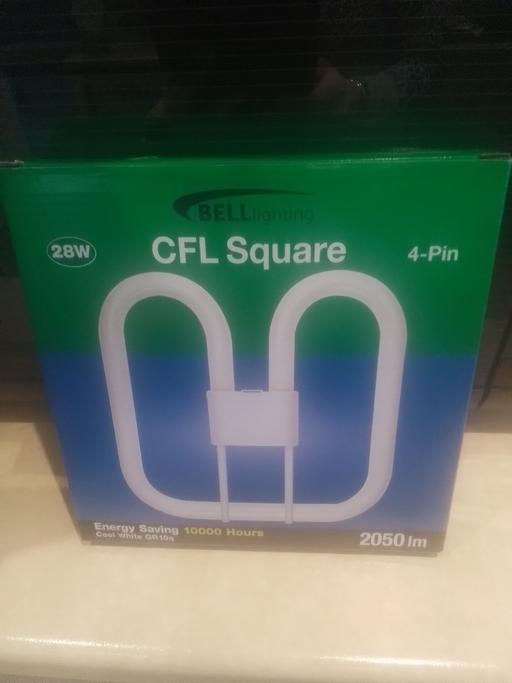 BELLlighting
28W
CFL Square
4-Pin
Energy Saving 10000 Hours
Cool White GR10q
2050 lm